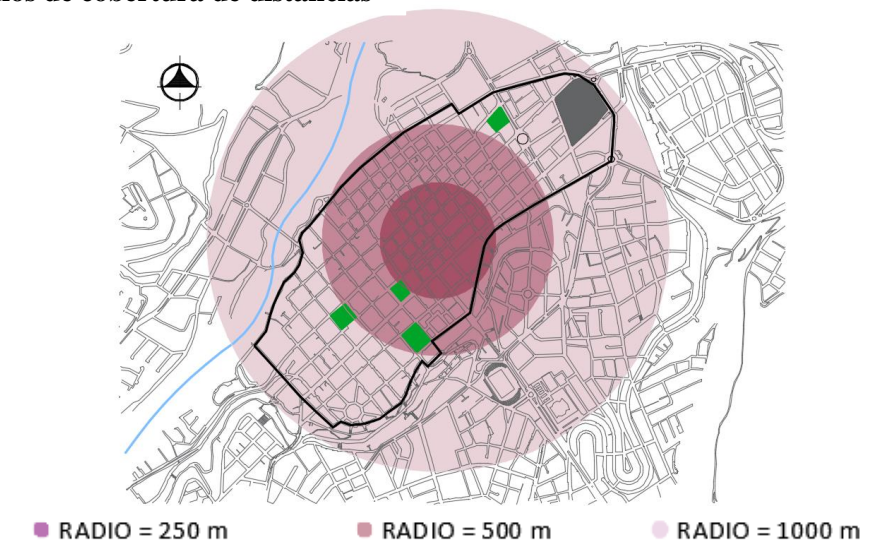 RADIO = 250 m
RADIO = 500 m
RADIO = 1000 m